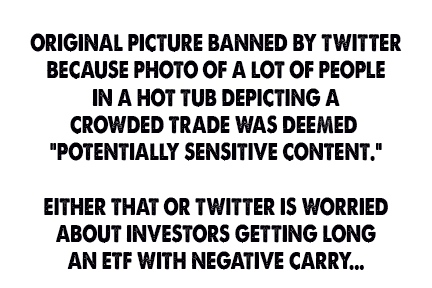 ORIGINAL PICTURE BANNED BY TWITTER
BECAUSE PHOTO OF A LOT OF PEOPLE
IN A HOT TUB DEPICTING A
CROWDED TRADE WAS DEEMED
"POTENTIALLY SENSITIVE CONTENT."
EITHER THAT OR TWITTER IS WORRIED
ABOUT INVESTORS GETTING LONG
AN ETF WITH NEGATIVE CARRY...